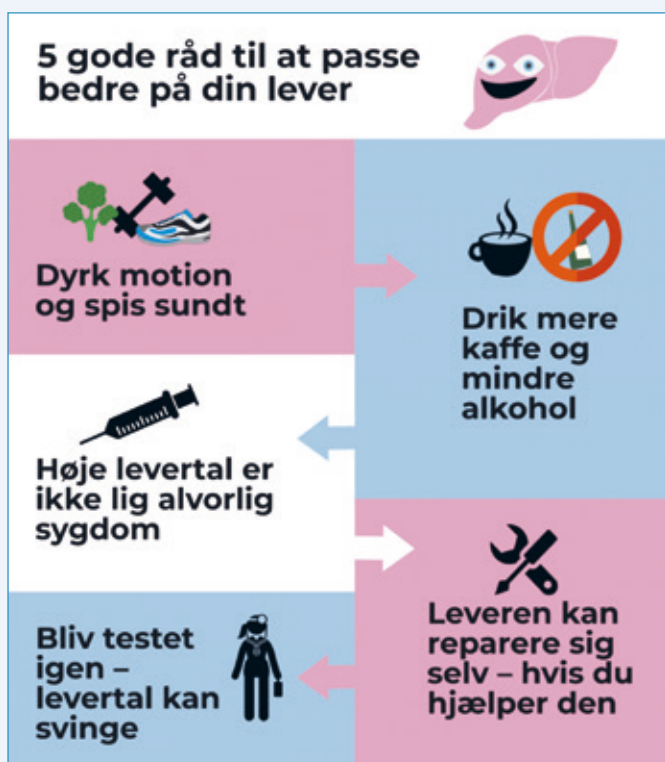 5 gode råd til at passe
bedre på din lever
Dyrk motion
og spis sundt
Drik mere
kaffe og
mindre
alkohol
Høje levertal er
ikke lig alvorlig
sygdom
Leveren kan
reparere sig
selv – hvis du
hjælper den
Bliv testet
igen –
levertal kan
svinge